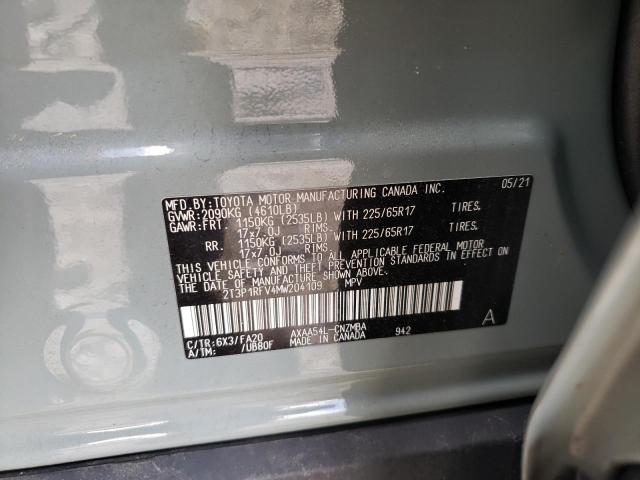 MFD.BY:TOYOTA MOTOR MANUFACTURING CANADA INC. 05/21
GVWR:2090KG (4610LB)
GAWR:FRT 1150KG (2535LB) WITH 225/65R17 TIRES.
17x7.0J RIMS.
RR. 1150KG (2535LB) WITH 225/65R17 TIRES.
17x7.0J RIMS.
THIS VEHICLE CONFORMS TO ALL APPLICABLE FEDERAL MOTOR
VEHICLE SAFETY AND THEFT PREVENTION STANDARDS IN EFFECT ON
THE DATE OF MANUFACTURE SHOWN ABOVE.
2T3P1RFV4MW204109 MPV
C/TR:6X3/FA20 AXAA54L-CNZMBA 942 A
A/TM: /UB80F MADE IN CANADA